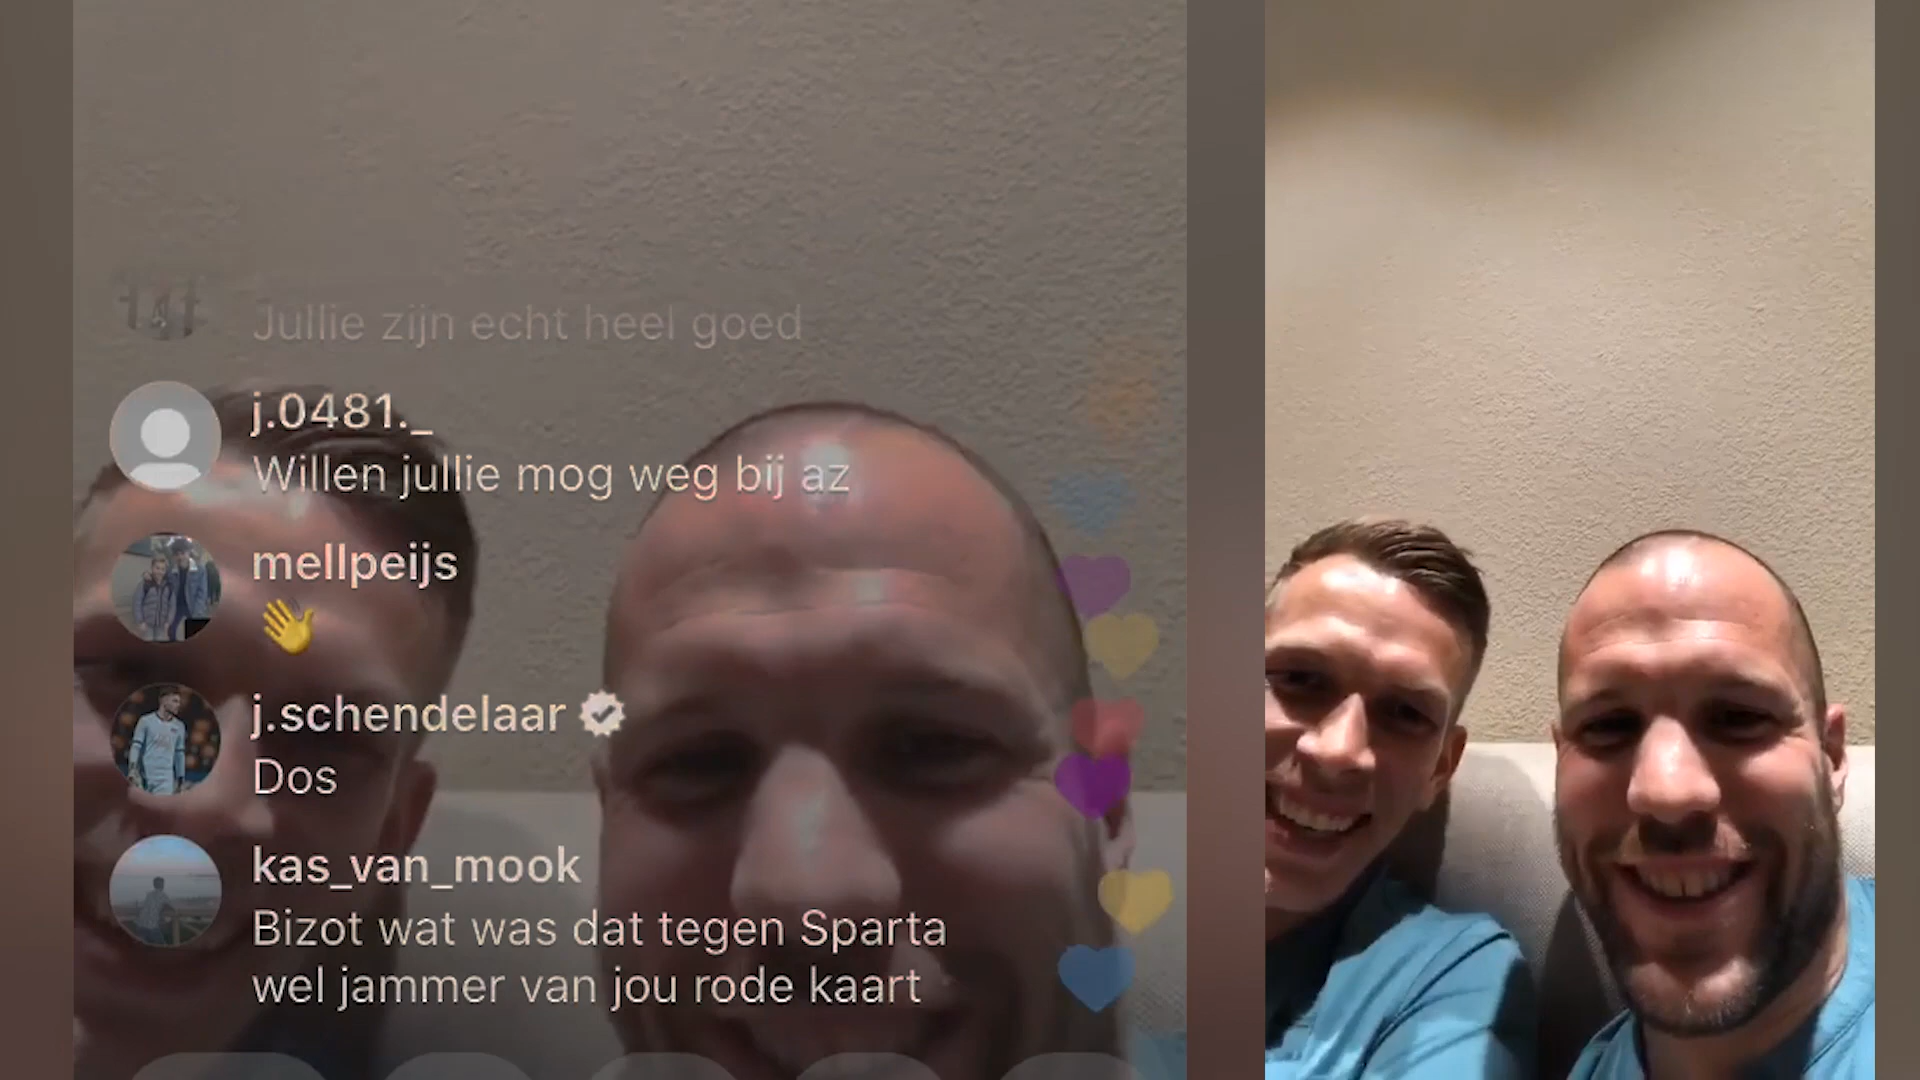 Jullie zijn echt heel goed
j.0481._
Willen jullie mog weg bij az
mellpeijs
👋
j.schendelaar
Dos
kas_van_mook
Bizot wat was dat tegen Sparta
wel jammer van jou rode kaart